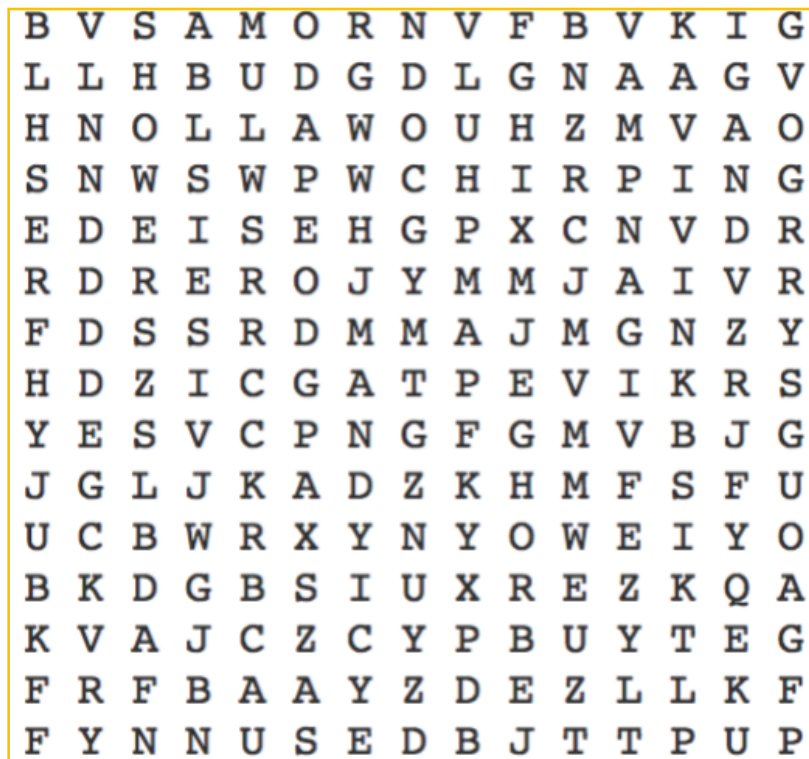 B V S A M O R N V F B V K I G
L L H B U D G D L G N A A G V
H N O L L A W O U H Z M V A O
S N W S W P W C H I R P I N G
E D E I S E H G P X C N V D R
R D R E R O J Y M M J A I V R
F D S S R D M M A J M G N Z Y
H D Z I C G A T P E V I K R S
Y E S V C P N G F G M V B J G
J G L J K A D Z K H M F S F U
U C B W R X Y N Y O W E I Y O
B K D G B S I U X R E Z K Q A
K V A J C Z C Y P B U Y T E G
F R F B A A Y Z D E Z L L K F
F Y N N U S E D B J T T P U P